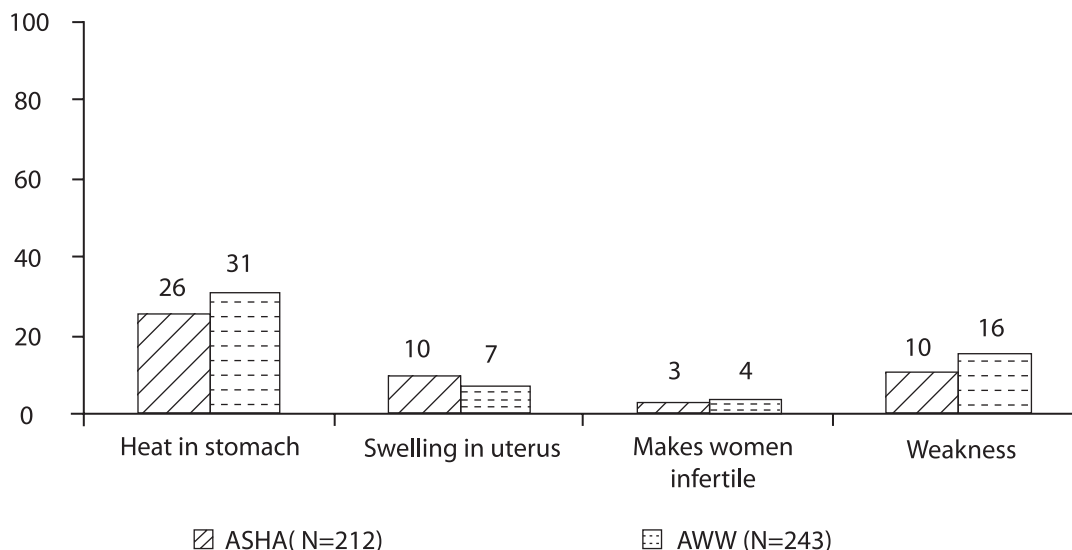 100
80
60
40
20
0
26
31
10
7
3
4
10
16
Heat in stomach
Swelling in uterus
Makes women
infertile
Weakness
ASHA( N=212)
AWW (N=243)